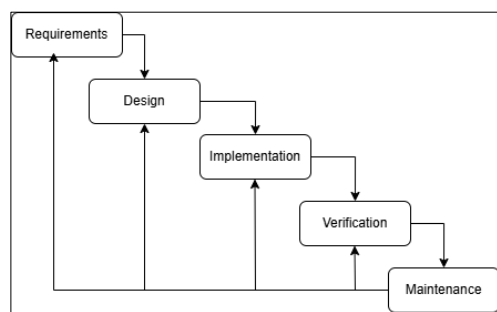 Requirements
Design
Implementation
Verification
Maintenance